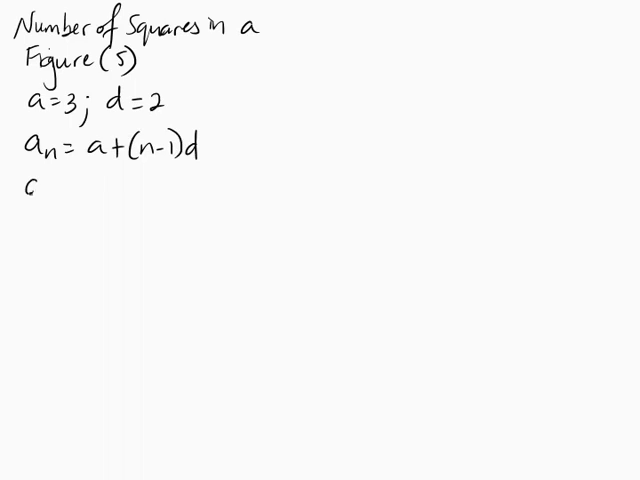 Number of Squares in a
Figure (5)
a = 3 ; d = 2
aₙ = a + (n-1)d
a